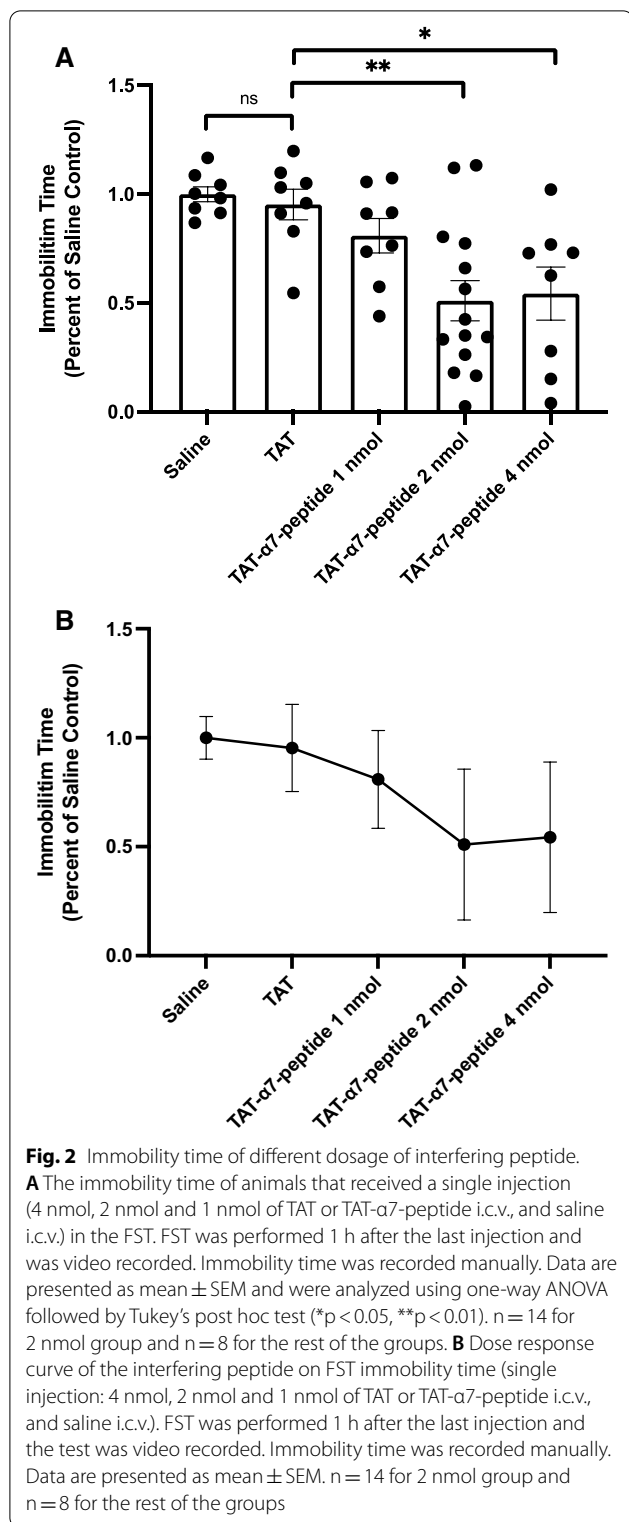 A
*
**
ns
Immobilitim Time
(Percent of Saline Control)
1.5
1.0
0.5
0.0
Saline
TAT
TAT-α7-peptide 1 nmol
TAT-α7-peptide 2 nmol
TAT-α7-peptide 4 nmol
B
Immobilitim Time
(Percent of Saline Control)
1.5
1.0
0.5
0.0
Saline
TAT
TAT-α7-peptide 1 nmol
TAT-α7-peptide 2 nmol
TAT-α7-peptide 4 nmol
Fig. 2 Immobility time of different dosage of interfering peptide.
A The immobility time of animals that received a single injection
(4 nmol, 2 nmol and 1 nmol of TAT or TAT-α7-peptide i.c.v., and saline
i.c.v.) in the FST. FST was performed 1 h after the last injection and
was video recorded. Immobility time was recorded manually. Data are
presented as mean ± SEM and were analyzed using one-way ANOVA
followed by Tukey's post hoc test (*p < 0.05, **p < 0.01). n = 14 for
2 nmol group and n = 8 for the rest of the groups. B Dose response
curve of the interfering peptide on FST immobility time (single
injection: 4 nmol, 2 nmol and 1 nmol of TAT or TAT-α7-peptide i.c.v.,
and saline i.c.v.). FST was performed 1 h after the last injection and
the test was video recorded. Immobility time was recorded manually.
Data are presented as mean ± SEM. n = 14 for 2 nmol group and
n = 8 for the rest of the groups